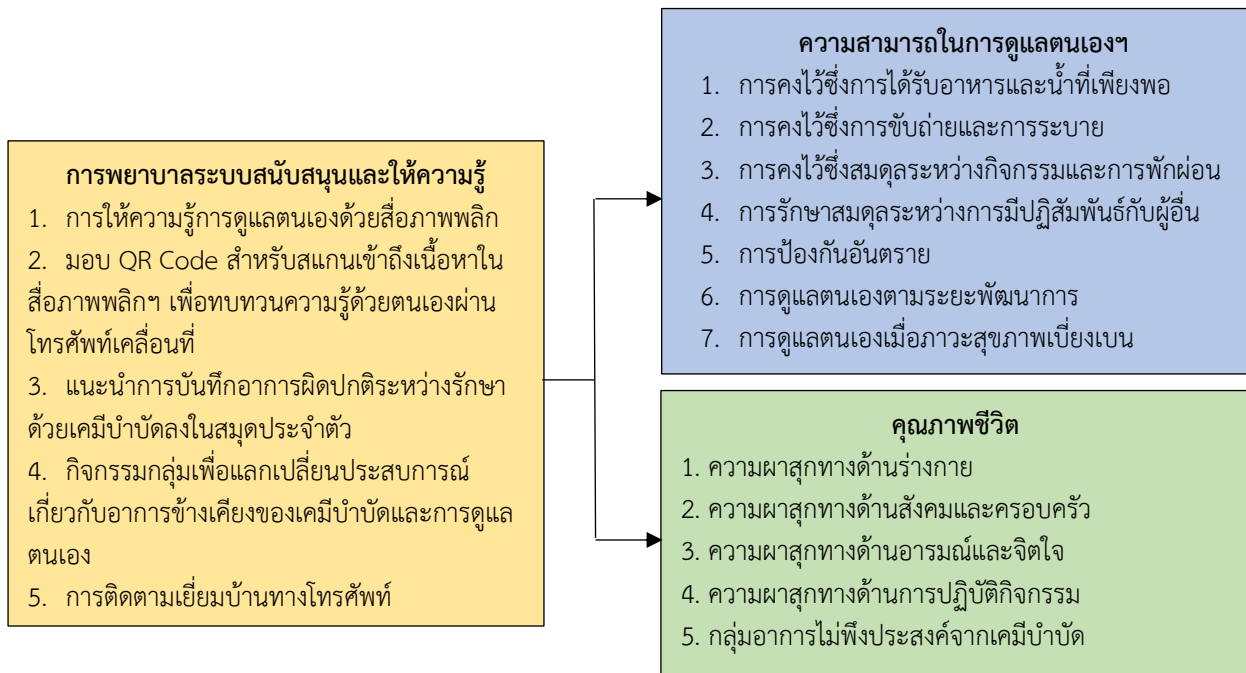 การพยาบาลระบบสนับสนุนและให้ความรู้
1. การให้ความรู้การดูแลตนเองด้วยสื่อภาพพลิก
2. มอบ QR Code สำหรับสแกนเข้าถึงเนื้อหาใน
สื่อภาพพลิกฯ เพื่อทบทวนความรู้ด้วยตนเองผ่าน
โทรศัพท์เคลื่อนที่
3. แนะนำการบันทึกอาการผิดปกติระหว่างรักษา
ด้วยเคมีบำบัดลงในสมุดประจำตัว
4. กิจกรรมกลุ่มเพื่อแลกเปลี่ยนประสบการณ์
เกี่ยวกับอาการข้างเคียงของเคมีบำบัดและการดูแล
ตนเอง
5. การติดตามเยี่ยมบ้านทางโทรศัพท์
ความสามารถในการดูแลตนเองฯ
1. การคงไว้ซึ่งการได้รับอาหารและน้ำที่เพียงพอ
2. การคงไว้ซึ่งการขับถ่ายและการระบาย
3. การคงไว้ซึ่งสมดุลระหว่างกิจกรรมและการพักผ่อน
4. การรักษาสมดุลระหว่างการมีปฏิสัมพันธ์กับผู้อื่น
5. การป้องกันอันตราย
6. การดูแลตนเองตามระยะพัฒนาการ
7. การดูแลตนเองเมื่อภาวะสุขภาพเบี่ยงเบน
คุณภาพชีวิต
1. ความผาสุกทางด้านร่างกาย
2. ความผาสุกทางด้านสังคมและครอบครัว
3. ความผาสุกทางด้านอารมณ์และจิตใจ
4. ความผาสุกทางด้านการปฏิบัติกิจกรรม
5. กลุ่มอาการไม่พึงประสงค์จากเคมีบำบัด